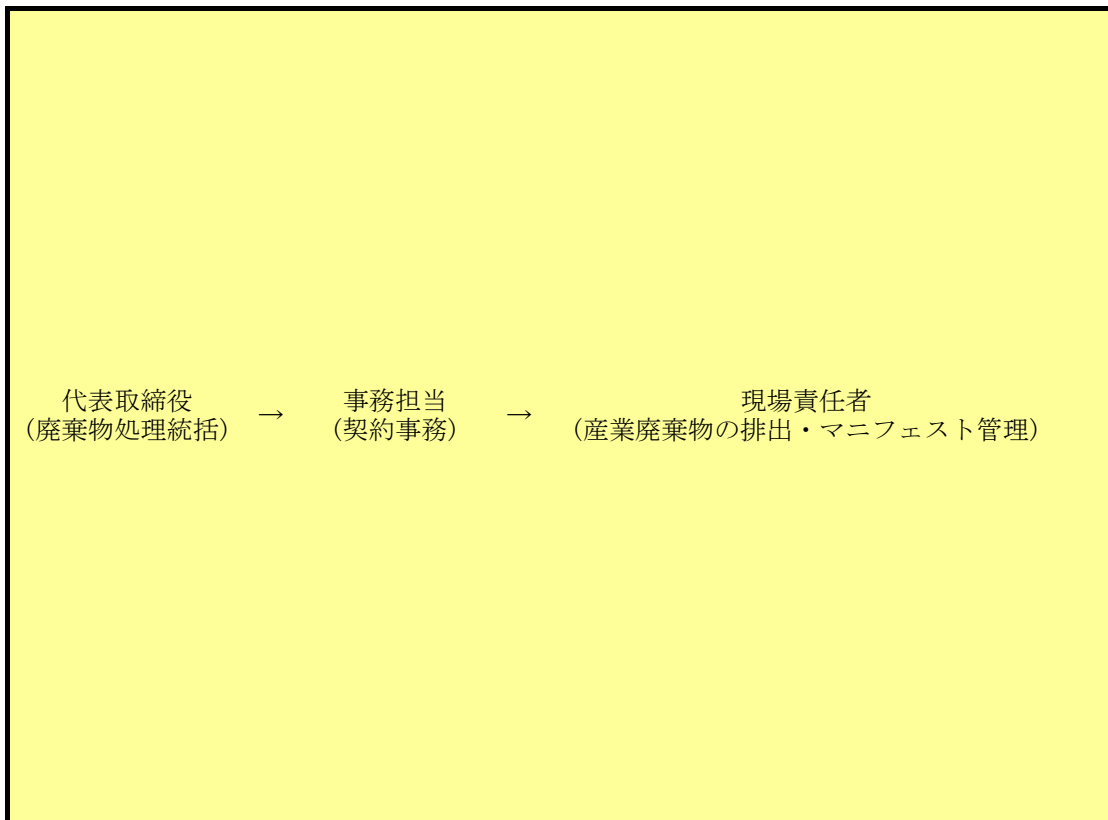 代表取締役 → 事務担当 → 現場責任者
（廃棄物処理統括） （契約事務） （産業廃棄物の排出・マニフェスト管理）